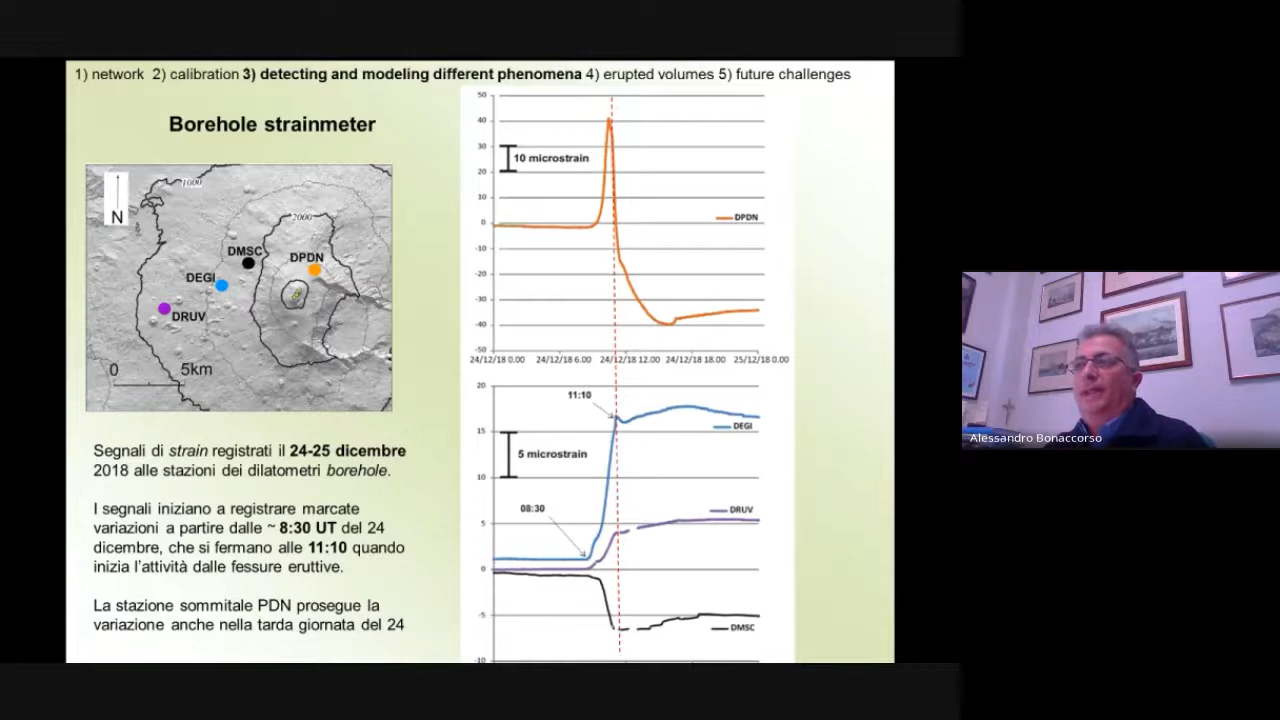 1) network 2) calibration 3) detecting and modeling different phenomena 4) erupted volumes 5) future challenges
Borehole strainmeter
1000
N
2000
DMSC
DPDN
DEGI
DRUV
0 5km
Segnali di strain registrati il 24-25 dicembre
2018 alle stazioni dei dilatometri borehole.
I segnali iniziano a registrare marcate
variazioni a partire dalle ~ 8:30 UT del 24
dicembre, che si fermano alle 11:10 quando
inizia l'attività dalle fessure eruttive.
La stazione sommitale PDN prosegue la
variazione anche nella tarda giornata del 24
50
40
30
20
10
0
-10
-20
-30
-40
-50
10 microstrain
DPDN
24/12/18 0.00 24/12/18 6.00 24/12/18 12.00 24/12/18 18.00 25/12/18 0.00
20
15
10
5
0
-5
-10
11:10
DEGI
5 microstrain
08:30
DRUV
DMSC
Alessandro Bonaccorso